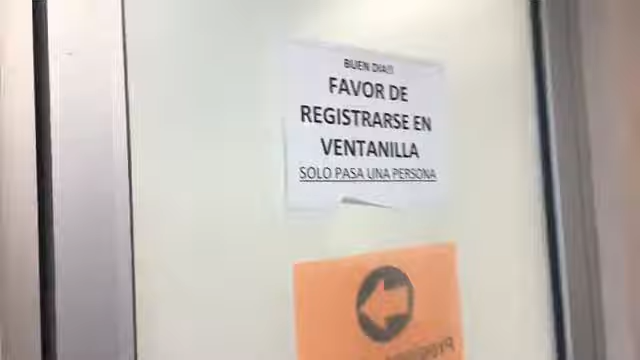 BUEN DIA!!
FAVOR DE
REGISTRARSE EN
VENTANILLA
SOLO PASA UNA PERSONA